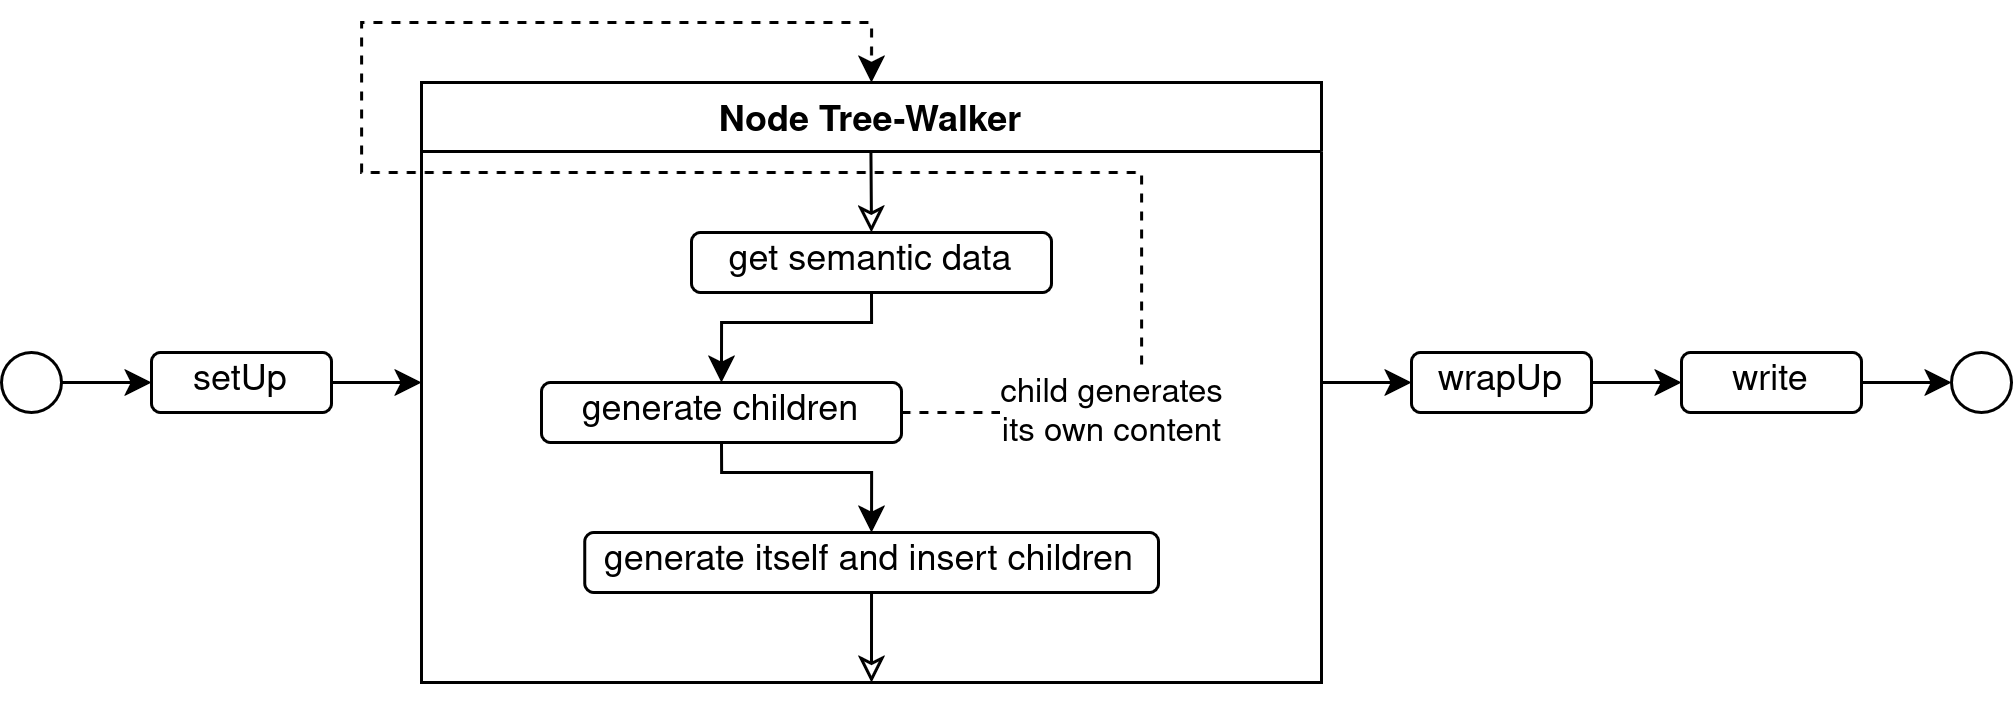 Node Tree-Walker
get semantic data
setUp
generate children
child generates
its own content
generate itself and insert children
wrapUp
write